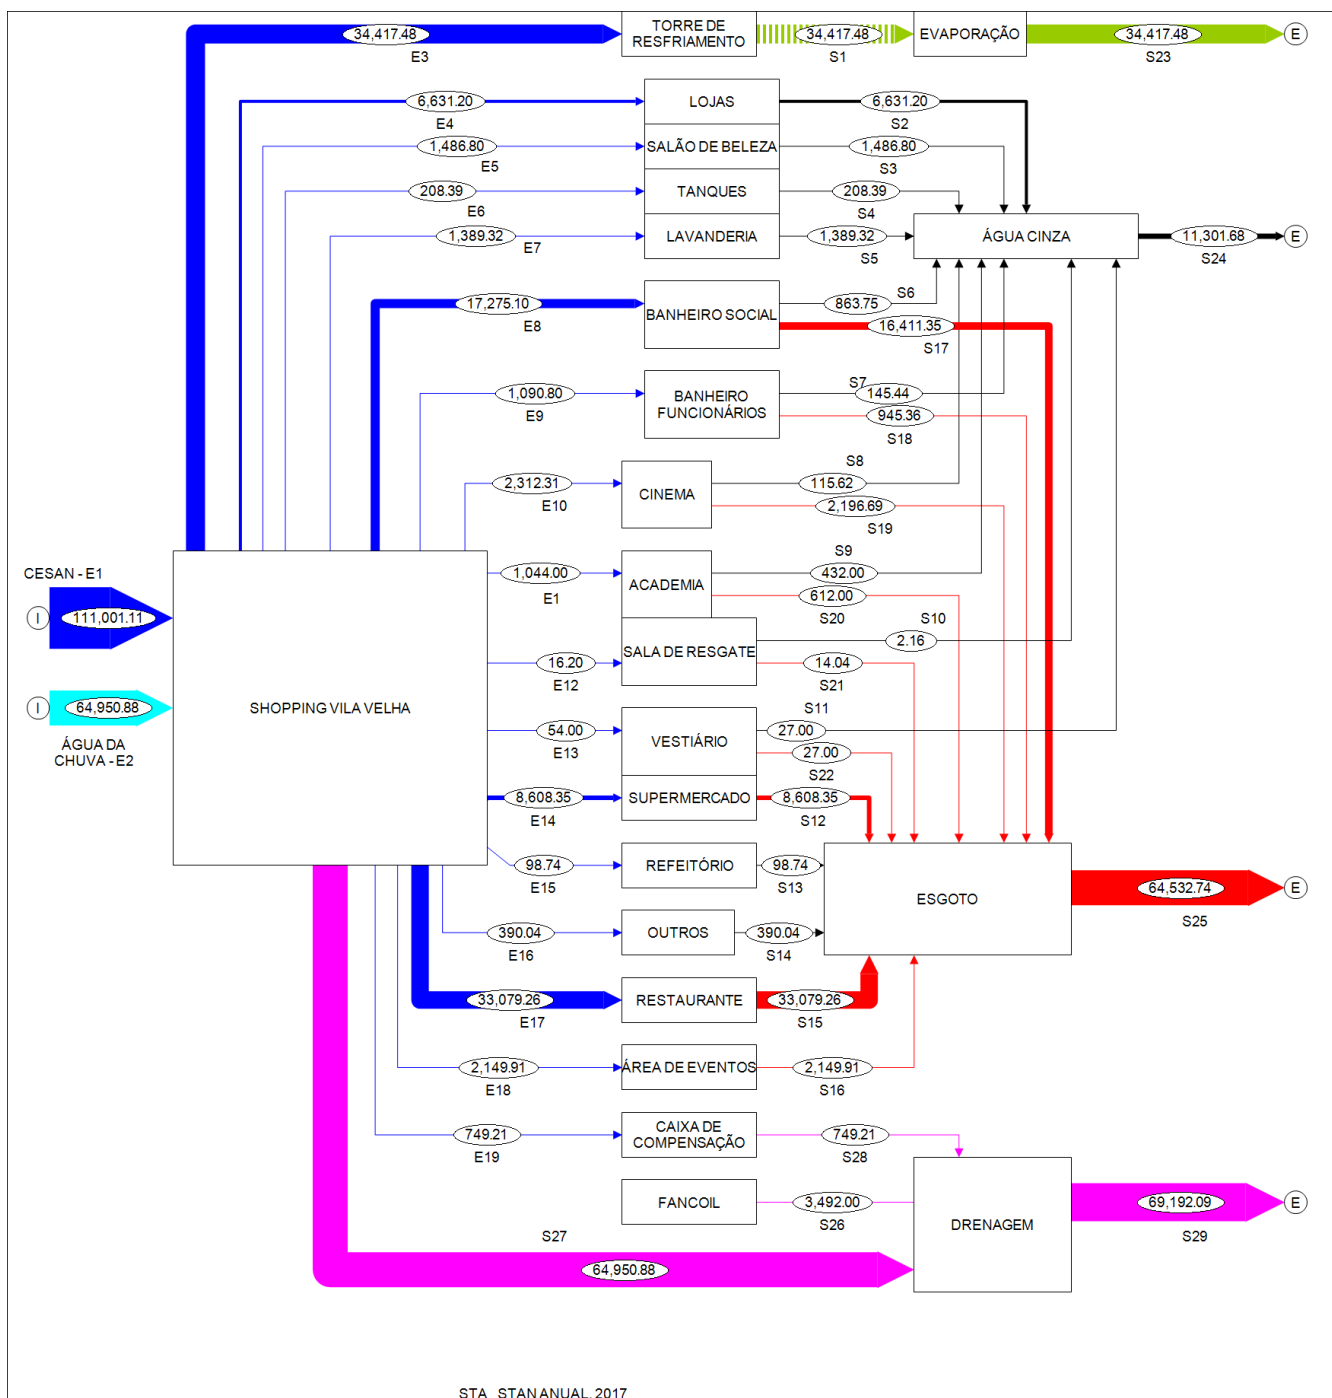 34,417.48
E3
TORRE DE
RESFRIAMENTO
34,417.48
S1
EVAPORAÇÃO
34,417.48
S23
E
6,631.20
E4
LOJAS
6,631.20
S2
1,486.80
E5
SALÃO DE BELEZA
1,486.80
S3
208.39
E6
TANQUES
208.39
S4
1,389.32
E7
LAVANDERIA
1,389.32
S5
ÁGUA CINZA
11,301.68
S24
E
17,275.10
E8
BANHEIRO SOCIAL
863.75
S6
16,411.35
S17
1,090.80
E9
BANHEIRO
FUNCIONÁRIOS
S7
145.44
945.36
S18
2,312.31
E10
CINEMA
S8
115.62
2,196.69
S19
CESAN - E1
I
111,001.11
1,044.00
E1
ACADEMIA
S9
432.00
612.00
S20
S10
2.16
16.20
E12
SALA DE RESGATE
14.04
S21
I
64,950.88
ÁGUA DA
CHUVA - E2
SHOPPING VILA VELHA
54.00
E13
VESTIÁRIO
S11
27.00
27.00
S22
8,608.35
E14
SUPERMERCADO
8,608.35
S12
98.74
E15
REFEITÓRIO
98.74
S13
ESGOTO
64,532.74
S25
E
390.04
E16
OUTROS
390.04
S14
33,079.26
E17
RESTAURANTE
33,079.26
S15
2,149.91
E18
ÁREA DE EVENTOS
2,149.91
S16
749.21
E19
CAIXA DE
COMPENSAÇÃO
749.21
S28
FANCOIL
3,492.00
S26
DRENAGEM
69,192.09
S29
E
S27
64,950.88
STA_STAN ANUAL, 2017